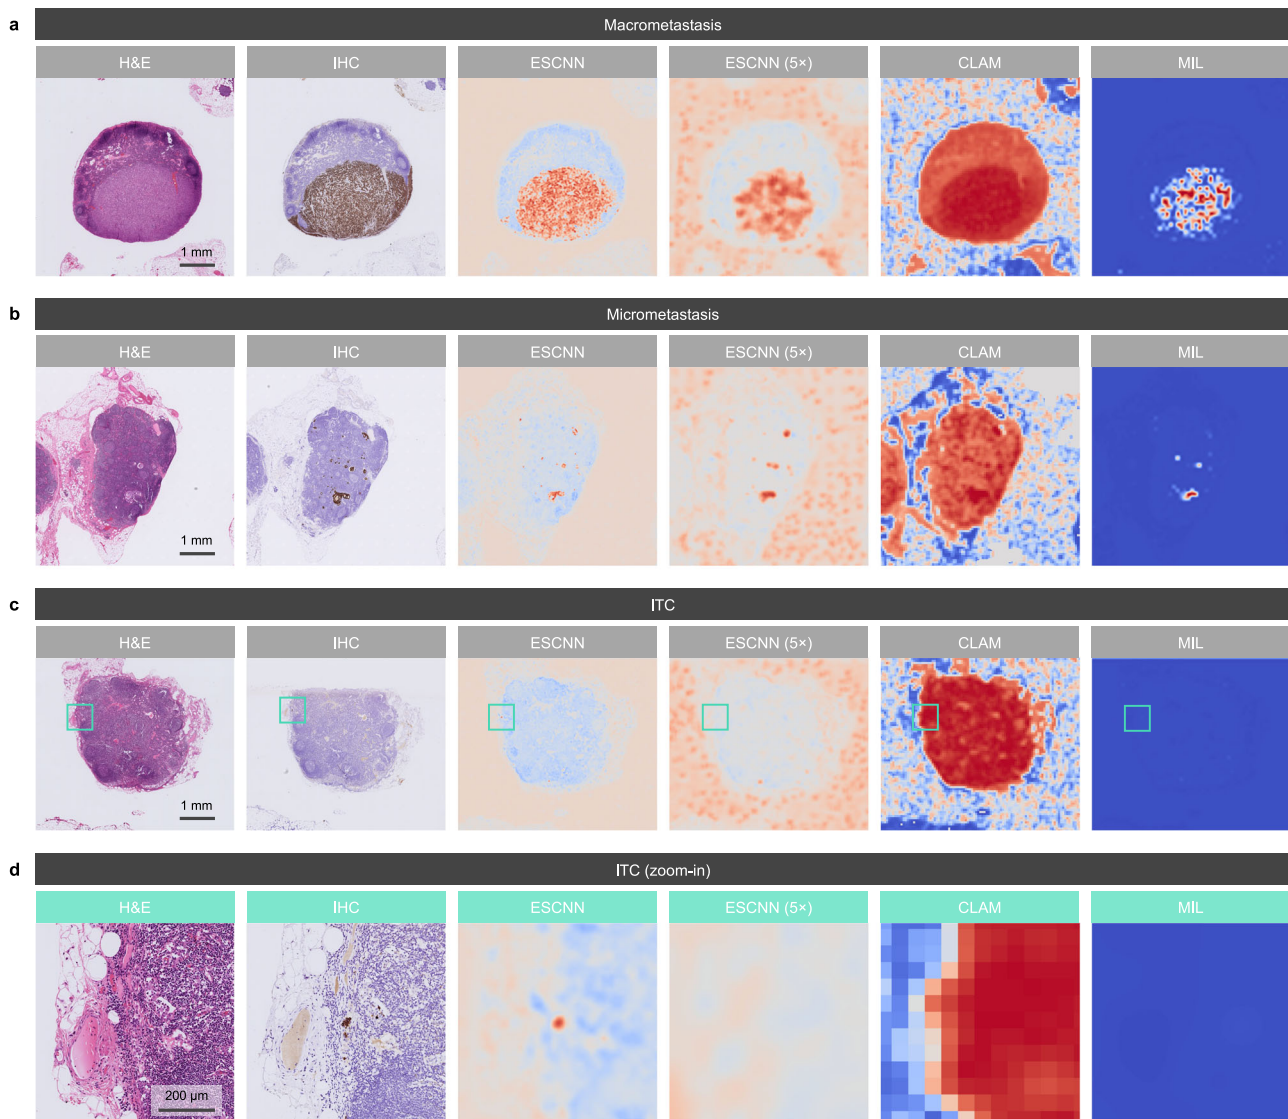 a
Macrometastasis
H&E IHC ESCNN ESCNN (5×) CLAM MIL
1 mm
b
Micrometastasis
H&E IHC ESCNN ESCNN (5×) CLAM MIL
1 mm
c
ITC
H&E IHC ESCNN ESCNN (5×) CLAM MIL
1 mm
d
ITC (zoom-in)
H&E IHC ESCNN ESCNN (5×) CLAM MIL
200 µm